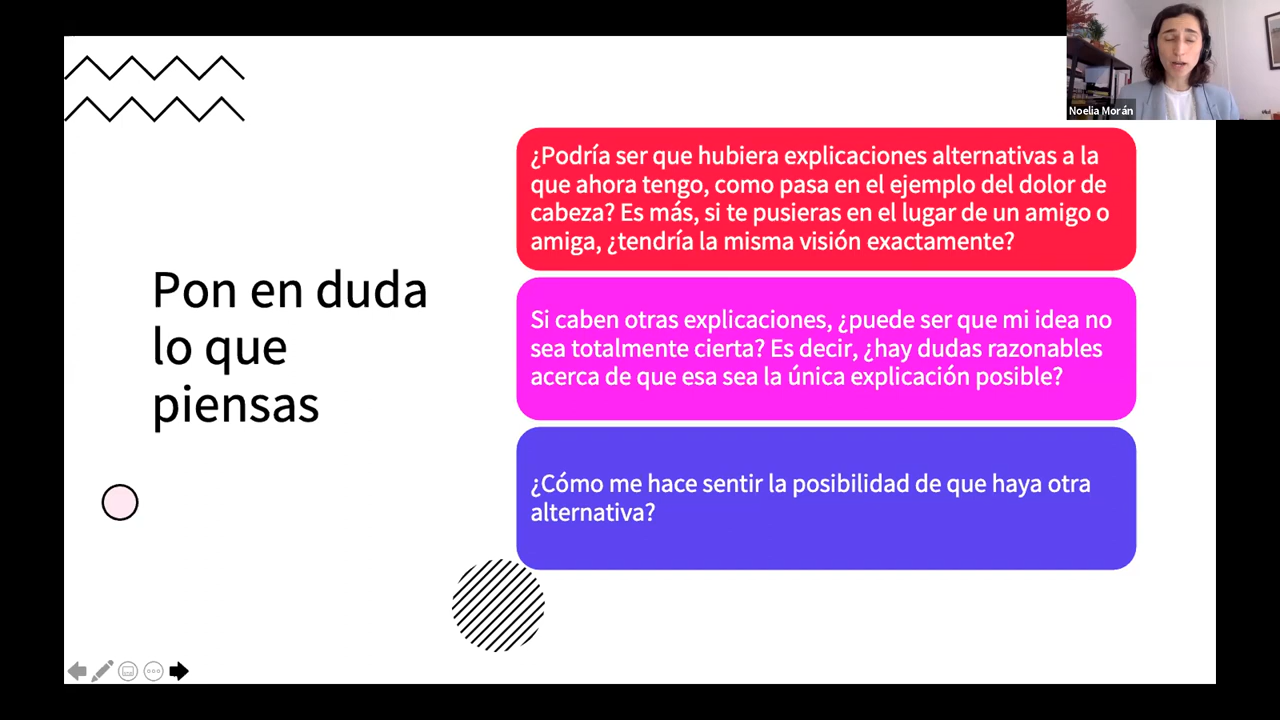 Noelia Morán
Pon en duda
lo que
piensas
¿Podría ser que hubiera explicaciones alternativas a la
que ahora tengo, como pasa en el ejemplo del dolor de
cabeza? Es más, si te pusieras en el lugar de un amigo o
amiga, ¿tendría la misma visión exactamente?
Si caben otras explicaciones, ¿puede ser que mi idea no
sea totalmente cierta? Es decir, ¿hay dudas razonables
acerca de que esa sea la única explicación posible?
¿Cómo me hace sentir la posibilidad de que haya otra
alternativa?